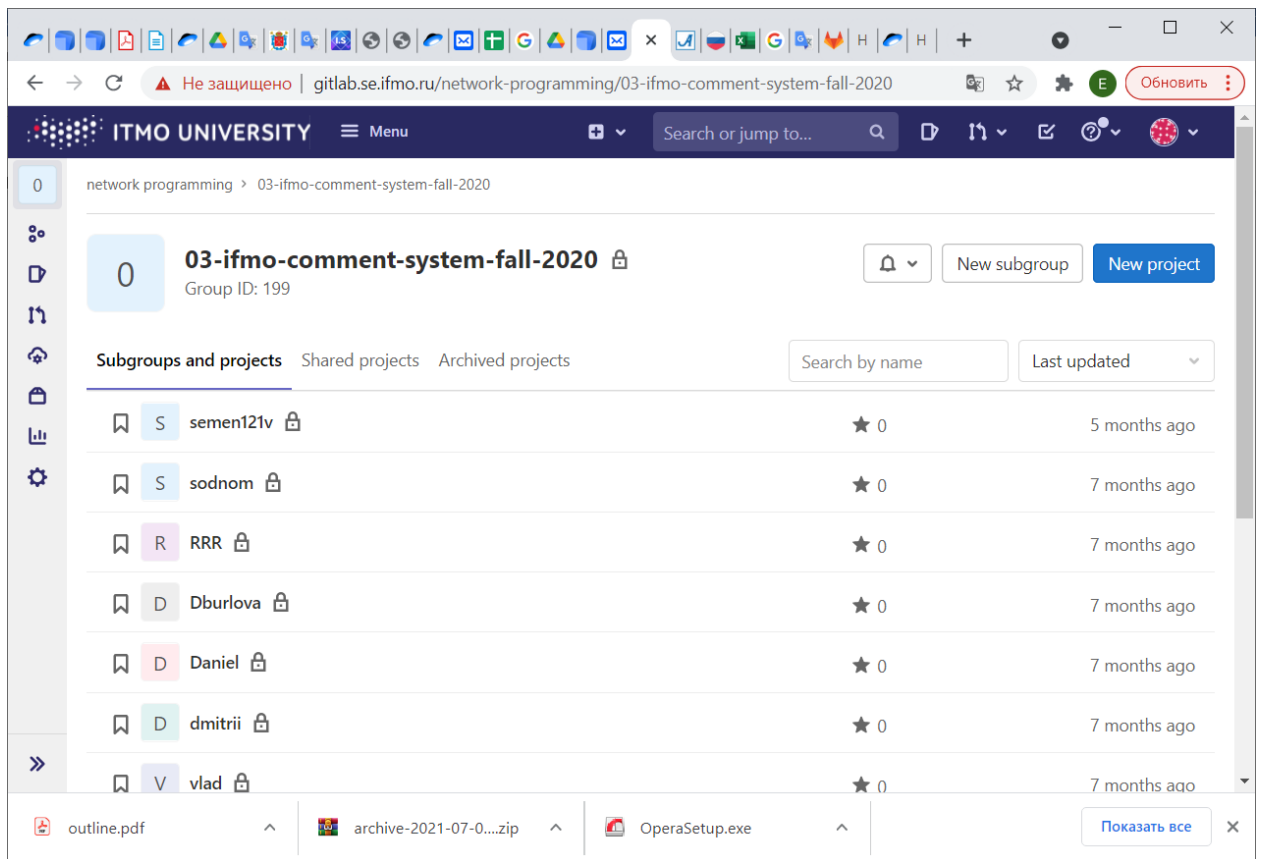 Не защищено | gitlab.se.ifmo.ru/network-programming/03-ifmo-comment-system-fall-2020 E Обновить
ITMO UNIVERSITY Menu Search or jump to...
0 network programming > 03-ifmo-comment-system-fall-2020
0 03-ifmo-comment-system-fall-2020 New subgroup New project
Group ID: 199
Subgroups and projects Shared projects Archived projects Search by name Last updated
S semen121v 0 5 months ago
S sodnom 0 7 months ago
R RRR 0 7 months ago
D Dburlova 0 7 months ago
D Daniel 0 7 months ago
D dmitrii 0 7 months ago
V vlad 0 7 months ago
outline.pdf archive-2021-07-0....zip OperaSetup.exe Показать все